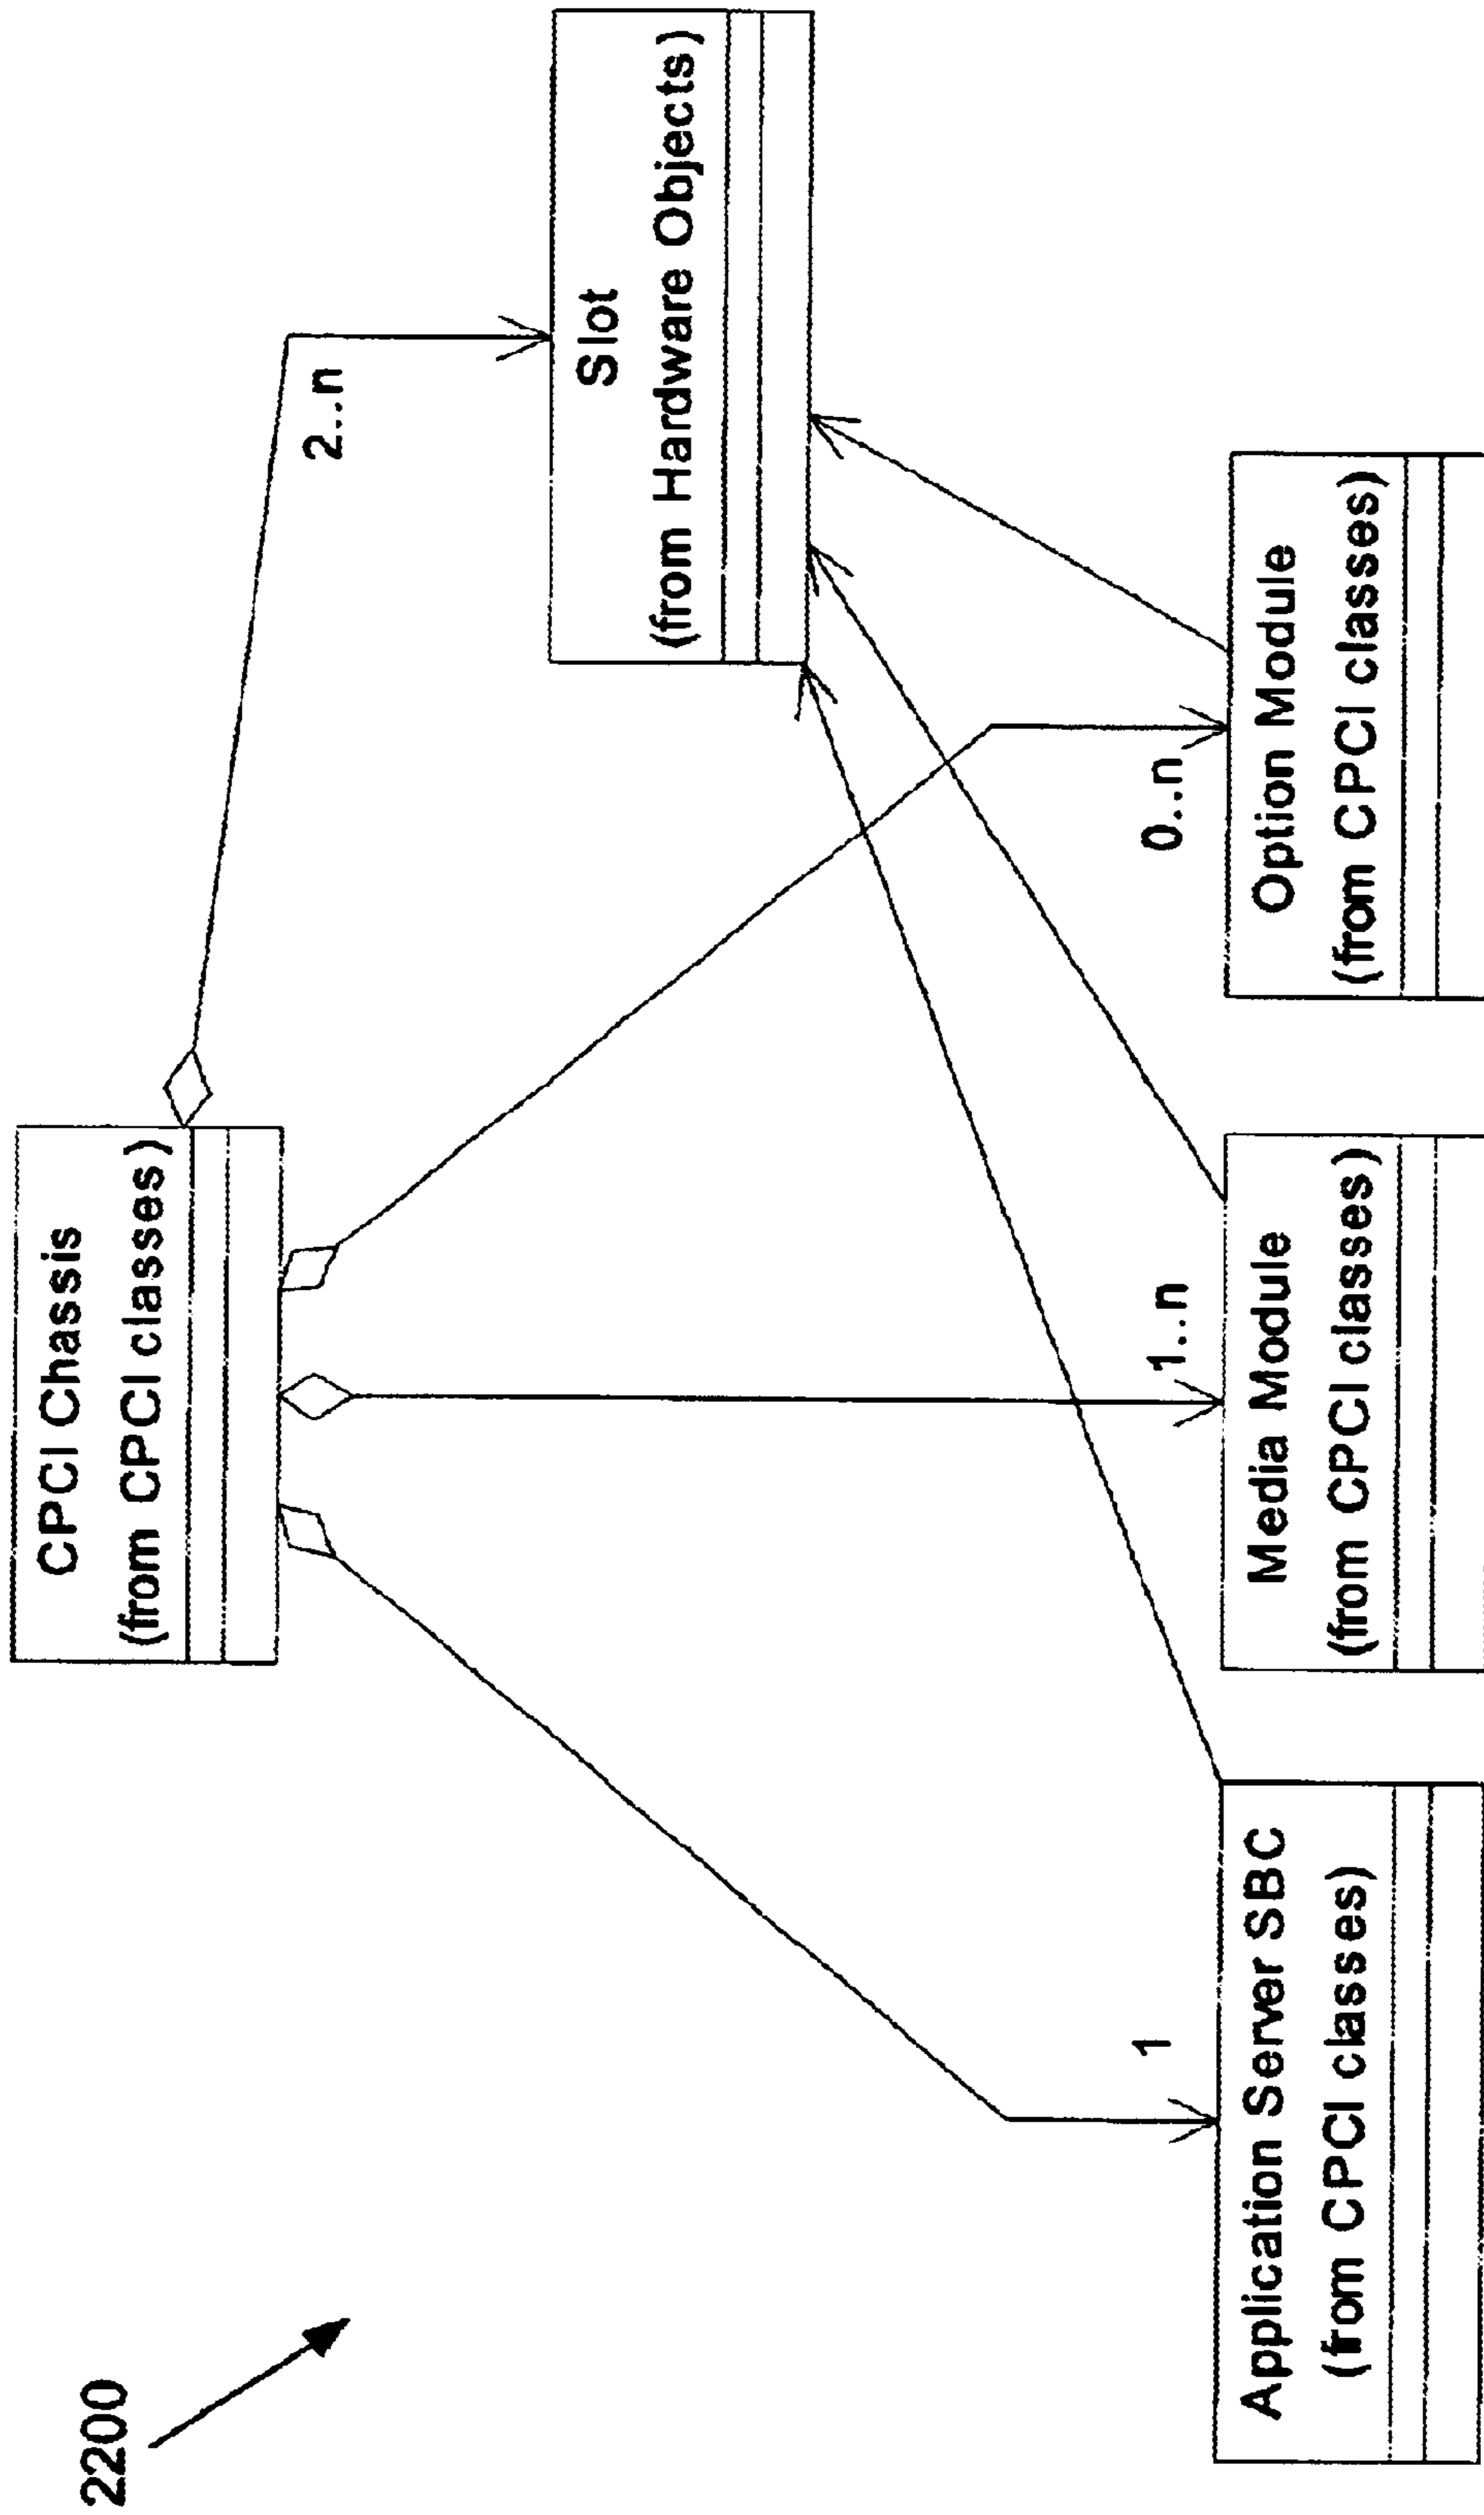 2200
CPCI Chassis
(from CPCI classes)
2..n
Slot
(from Hardware Objects)
1
1..n
0..n
Application Server SBC
(from CPCI classes)
Media Module
(from CPCI classes)
Option Module
(from CPCI classes)